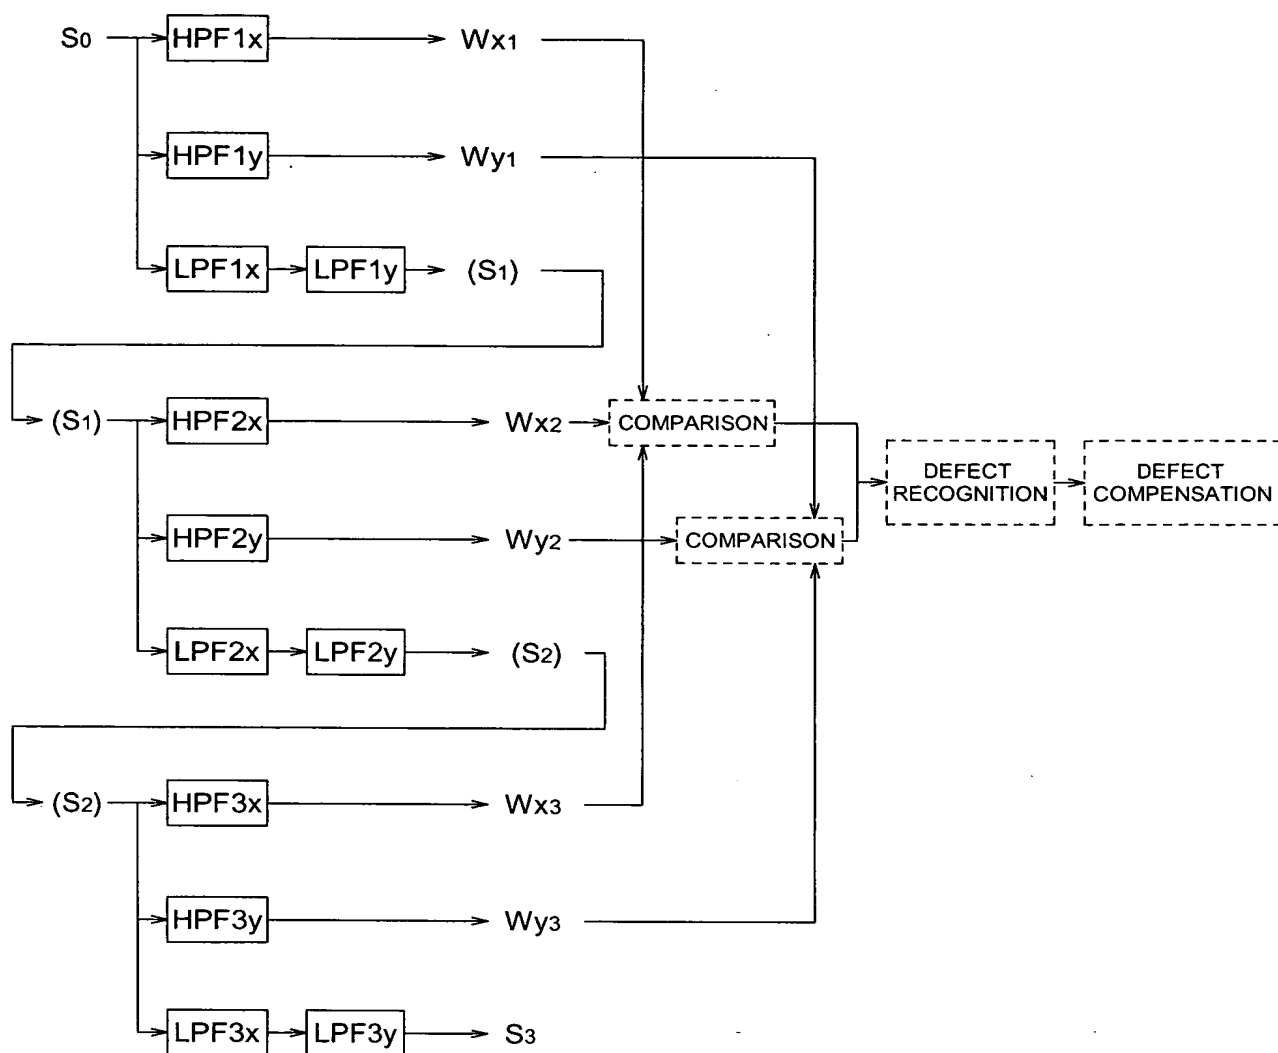 S0 HPF1x Wx1
HPF1y Wy1
LPF1x LPF1y (S1)
(S1) HPF2x Wx2 COMPARISON
DEFECT RECOGNITION
DEFECT COMPENSATION
HPF2y Wy2 COMPARISON
LPF2x LPF2y (S2)
(S2) HPF3x Wx3
HPF3y Wy3
LPF3x LPF3y S3